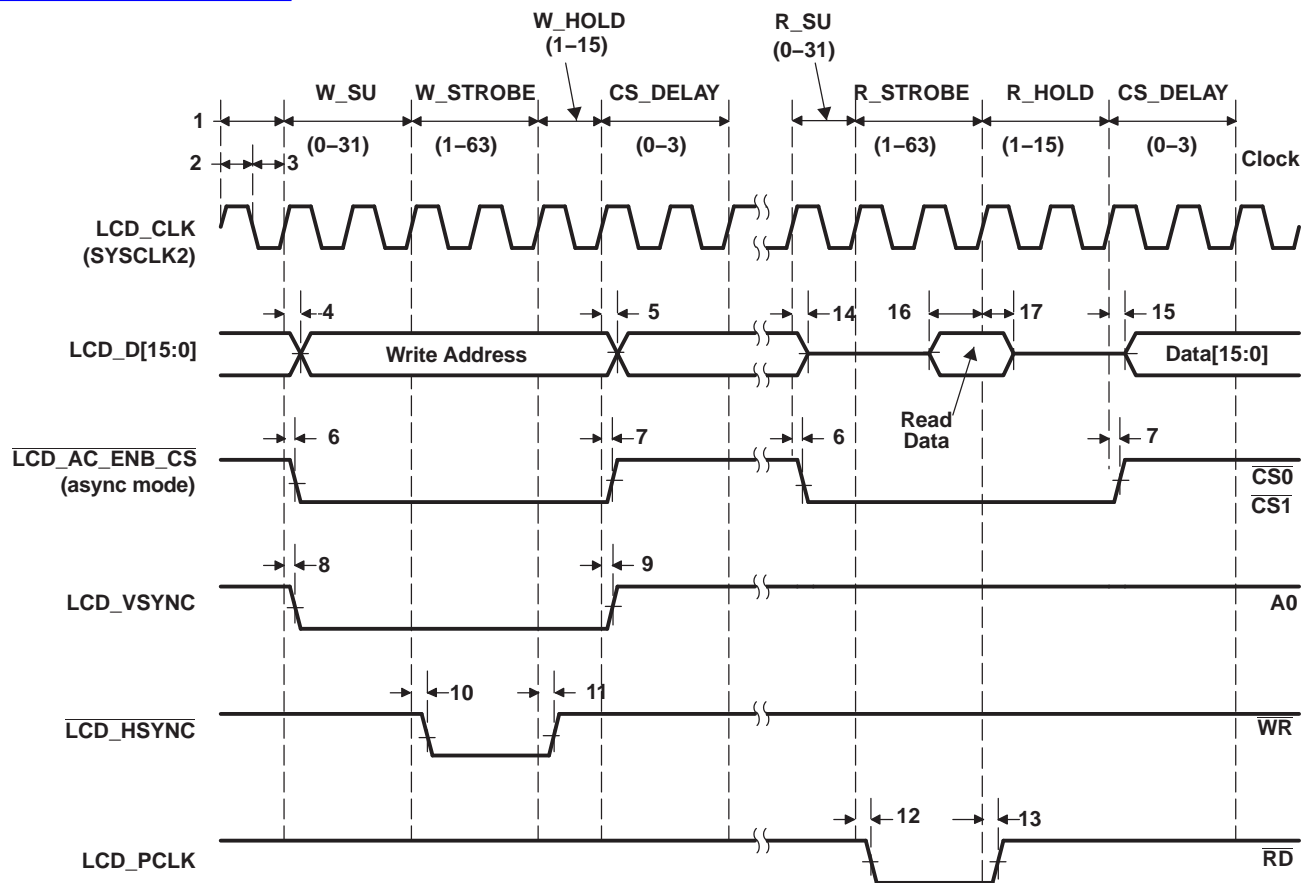 W_HOLD
(1–15)
R_SU
(0–31)
W_SU W_STROBE CS_DELAY R_STROBE R_HOLD CS_DELAY
1
(0–31) (1–63) (0–3) (1–63) (1–15) (0–3)
2 3 Clock
LCD_CLK
(SYSCLK2)
4 5 14 16 17 15
LCD_D[15:0] Write Address Data[15:0]
Read
Data
6 7 6 7
LCD_AC_ENB_CS
(async mode)
CS0
CS1
8 9
LCD_VSYNC A0
10 11
LCD_HSYNC WR
12 13
LCD_PCLK RD